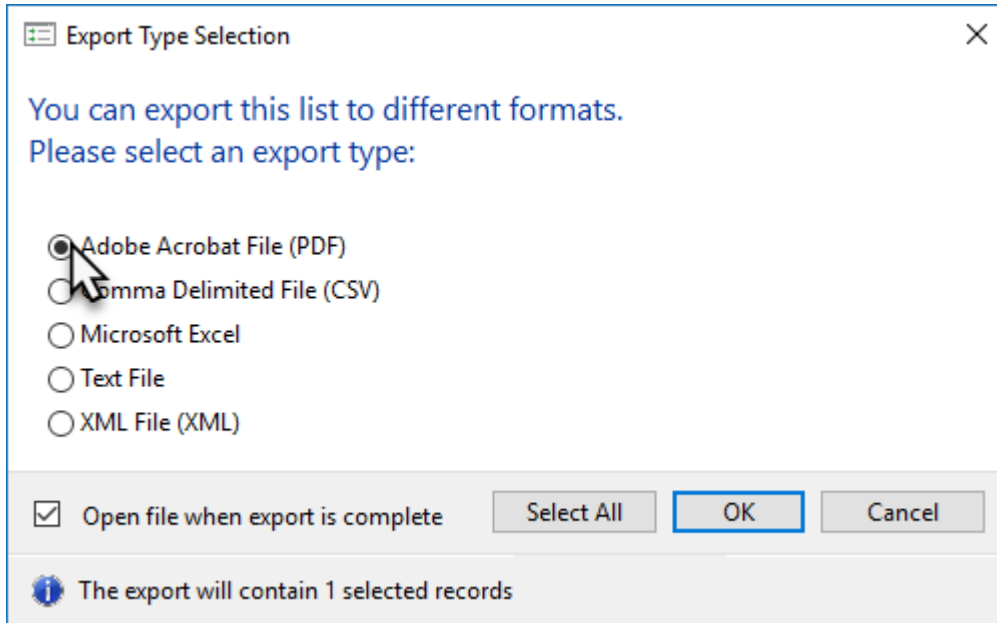 Export Type Selection
You can export this list to different formats.
Please select an export type:
Adobe Acrobat File (PDF)
Comma Delimited File (CSV)
Microsoft Excel
Text File
XML File (XML)
Open file when export is complete
Select All
OK
Cancel
The export will contain 1 selected records